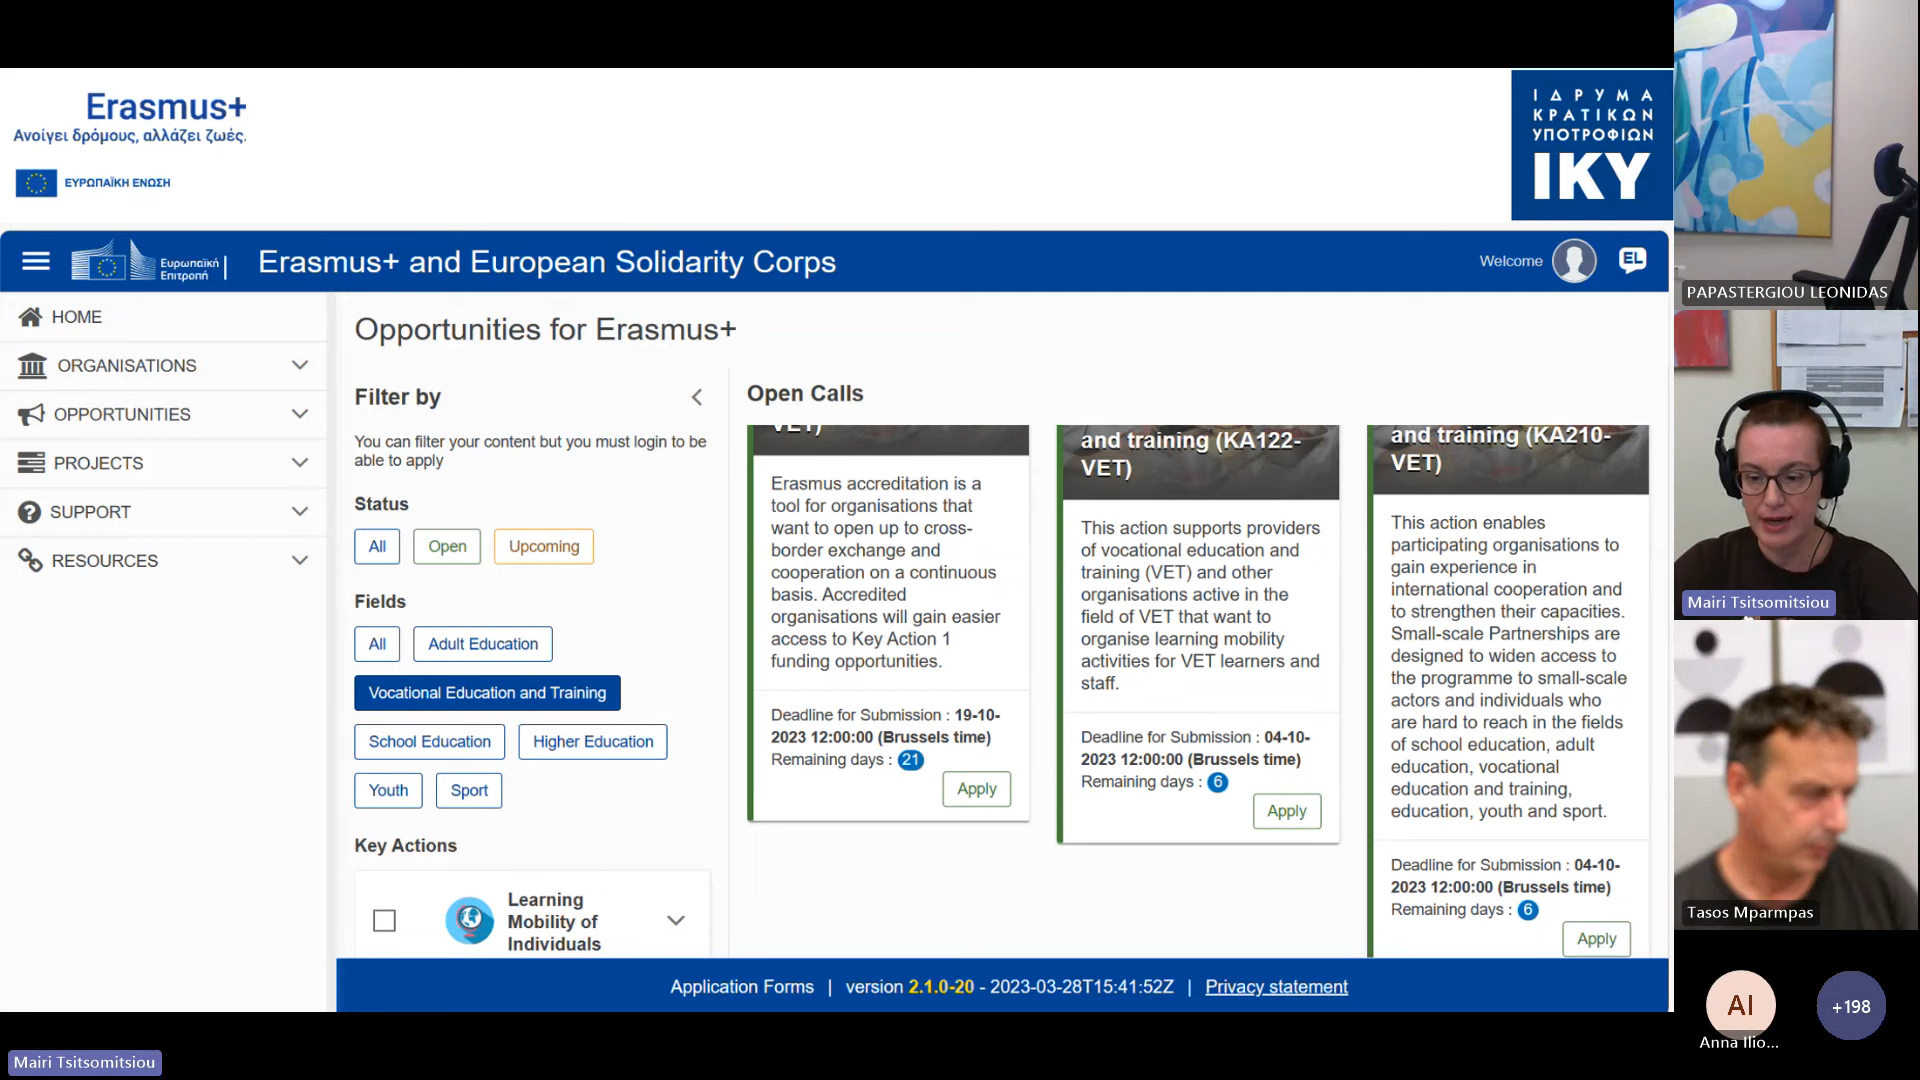 Erasmus+
Ανοίγει δρόμους, αλλάζει ζωές.
ΕΥΡΩΠΑΪΚΗ ΕΝΩΣΗ
ΙΔΡΥΜΑ
ΚΡΑΤΙΚΩΝ
ΥΠΟΤΡΟΦΙΩΝ
ΙΚΥ
Ευρωπαϊκή
Επιτροπή
Erasmus+ and European Solidarity Corps
Welcome
EL
HOME
ORGANISATIONS
OPPORTUNITIES
PROJECTS
SUPPORT
RESOURCES
Opportunities for Erasmus+
Filter by
You can filter your content but you must login to be
able to apply
Status
All
Open
Upcoming
Fields
All
Adult Education
Vocational Education and Training
School Education
Higher Education
Youth
Sport
Key Actions
Learning
Mobility of
Individuals
Open Calls
VET)
Erasmus accreditation is a
tool for organisations that
want to open up to cross-
border exchange and
cooperation on a continuous
basis. Accredited
organisations will gain easier
access to Key Action 1
funding opportunities.
Deadline for Submission : 19-10-
2023 12:00:00 (Brussels time)
Remaining days : 21
Apply
and training (KA122-
VET)
This action supports providers
of vocational education and
training (VET) and other
organisations active in the
field of VET that want to
organise learning mobility
activities for VET learners and
staff.
Deadline for Submission : 04-10-
2023 12:00:00 (Brussels time)
Remaining days : 6
Apply
and training (KA210-
VET)
This action enables
participating organisations to
gain experience in
international cooperation and
to strengthen their capacities.
Small-scale Partnerships are
designed to widen access to
the programme to small-scale
actors and individuals who
are hard to reach in the fields
of school education, adult
education, vocational
education and training,
education, youth and sport.
Deadline for Submission : 04-10-
2023 12:00:00 (Brussels time)
Remaining days : 6
Apply
Application Forms | version 2.1.0-20 - 2023-03-28T15:41:52Z | Privacy statement
PAPASTERGIOU LEONIDAS
Mairi Tsitsomitsiou
Tasos Mparmpas
AI
Anna Ilio...
+198
Mairi Tsitsomitsiou